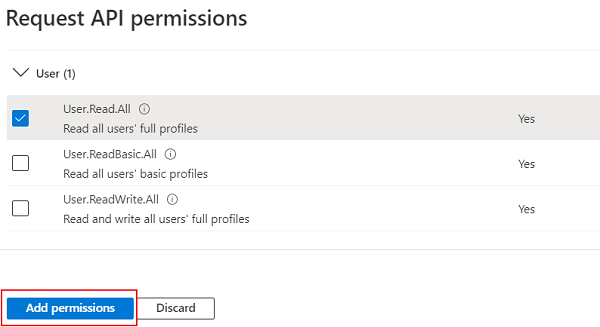 Request API permissions
User (1)
User.Read.All
Read all users' full profiles
Yes
User.ReadBasic.All
Read all users' basic profiles
Yes
User.ReadWrite.All
Read and write all users' full profiles
Yes
Add permissions
Discard